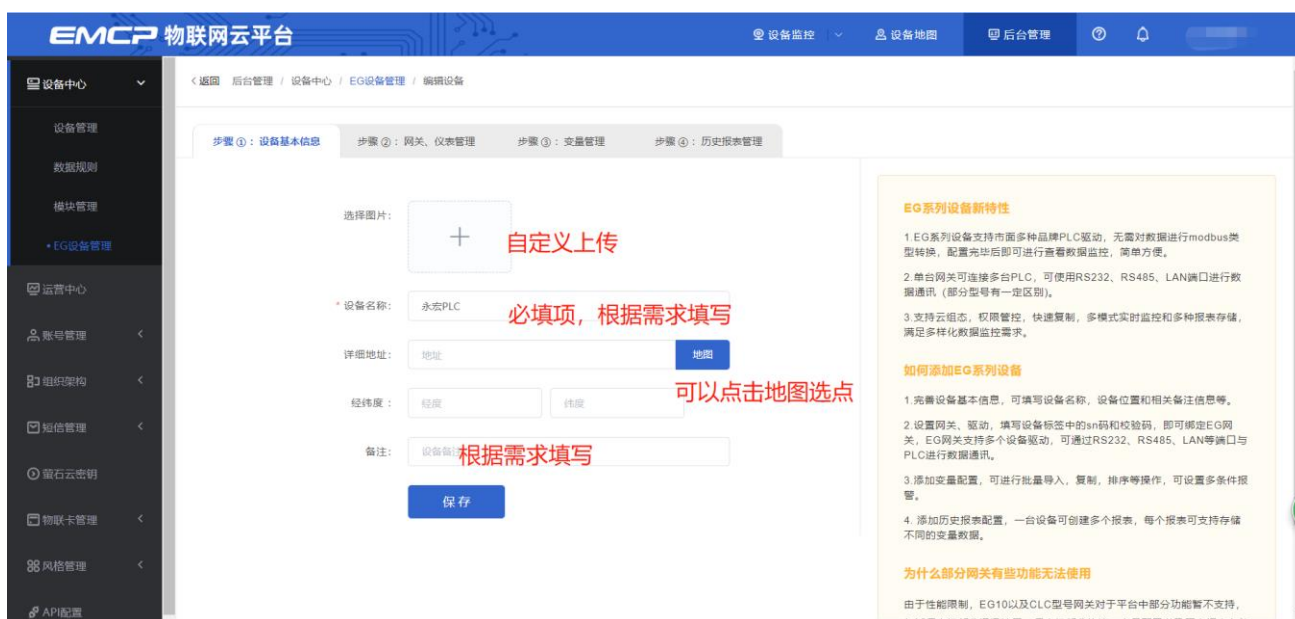 EMCP 物联网云平台
设备监控
设备地图
后台管理
设备中心
设备管理
数据规则
模块管理
•EG设备管理
运营中心
账号管理
组织架构
短信管理
萤石云密钥
物联卡管理
风格管理
API配置
<返回 后台管理 / 设备中心 / EG设备管理 / 编辑设备
步骤①：设备基本信息
步骤②：网关、仪表管理
步骤③：变量管理
步骤④：历史报表管理
选择图片：
自定义上传
* 设备名称：
永宏PLC
必填项，根据需求填写
详细地址：
地址
地图
可以点击地图选点
经纬度：
经度
纬度
备注：
设备备注
根据需求填写
保存
EG系列设备新特性
1.EG系列设备支持市面多种品牌PLC驱动，无需对数据进行modbus类
型转换，配置完毕后即可进行查看数据监控，简单方便。
2.单台网关可连接多台PLC，可使用RS232、RS485、LAN端口进行数
据通讯（部分型号有一定区别)。
3.支持云组态，权限管控，快速复制，多模式实时监控和多种报表存储，
满足多样化数据监控需求。
如何添加EG系列设备
1.完善设备基本信息，可填写设备名称、设备位置和相关备注信息等。
2.设置网关、驱动，填写设备标签中的sn码和校验码，即可绑定EG网
关，EG网关支持多个设备驱动，可通过RS232、RS485、LAN等端口与
PLC进行数据通讯。
3.添加变量配置，可进行批量导入，复制，排序等操作，可设置多条件报
警。
4. 添加历史报表配置，一台设备可创建多个报表，每个报表可支持存储
不同的变量数据。
为什么部分网关有些功能无法使用
由于性能限制，EG10以及CLC型号网关对于平台中部分功能暂不支持，